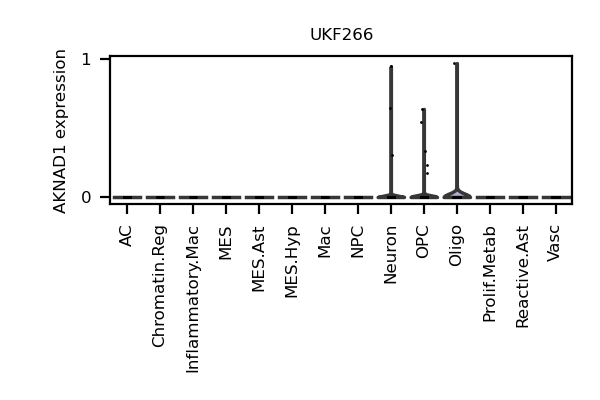 UKF266
AKNAD1 expression
1
0
AC
Chromatin.Reg
Inflammatory.Mac
MES
MES.Ast
MES.Hyp
Mac
NPC
Neuron
OPC
Oligo
Prolif.Metab
Reactive.Ast
Vasc